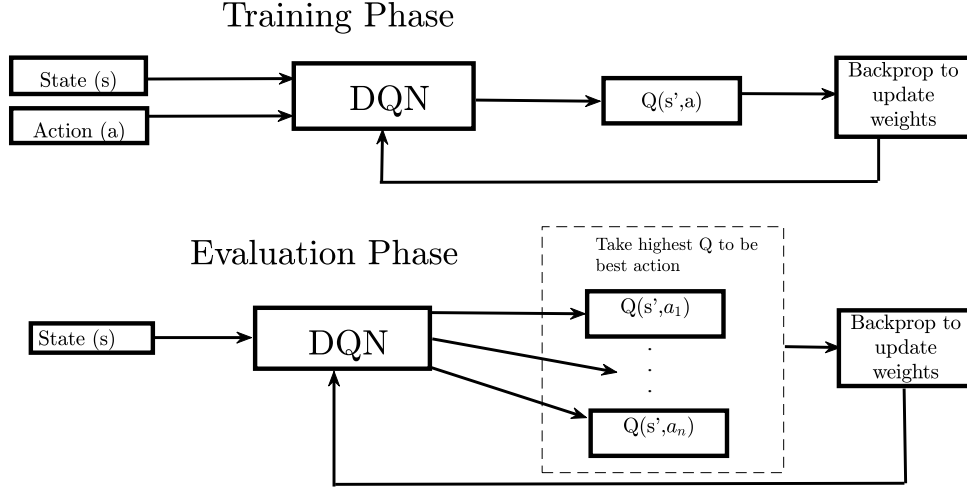 Training Phase
State (s)
Action (a)
DQN
Q(s',a)
Backprop to
update
weights
Evaluation Phase
State (s)
DQN
Take highest Q to be
best action
Q(s',a₁)
.
.
.
Q(s',aₙ)
Backprop to
update
weights